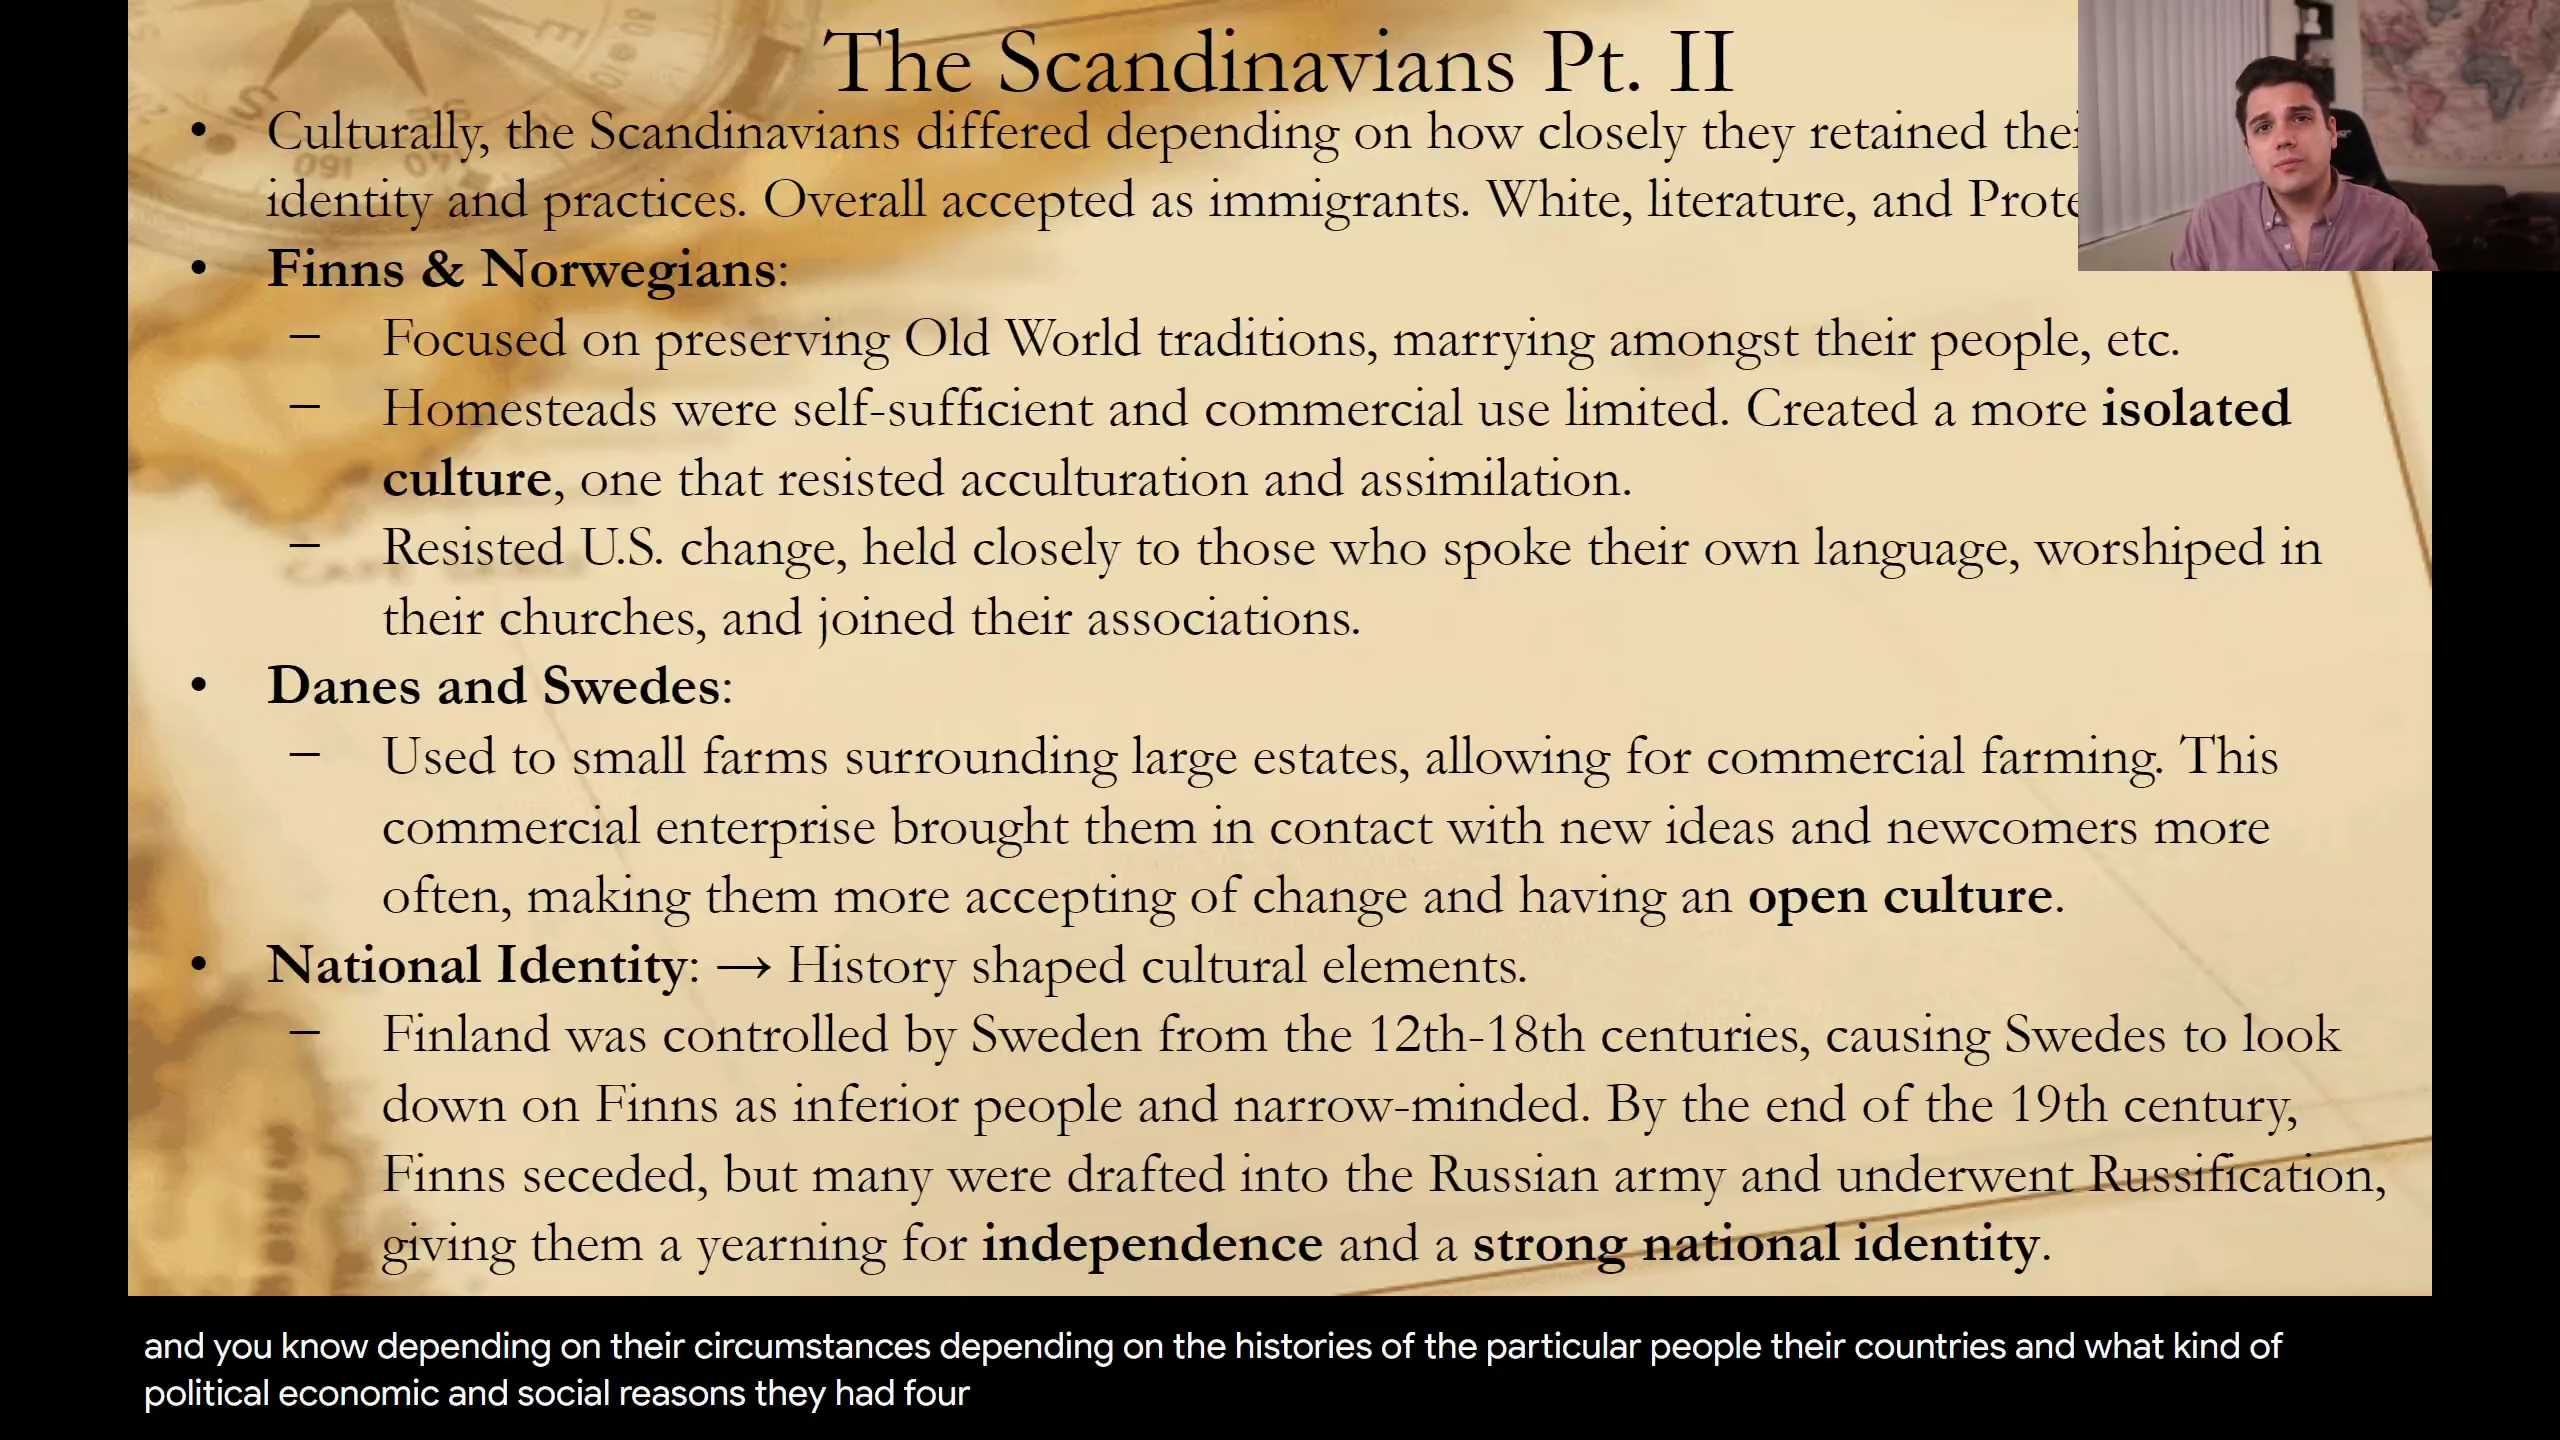 The Scandinavians Pt. II
• Culturally, the Scandinavians differed depending on how closely they retained
identity and practices. Overall accepted as immigrants. White, literature, and
• Finns & Norwegians:
– Focused on preserving Old World traditions, marrying amongst their people, etc.
– Homesteads were self-sufficient and commercial use limited. Created a more isolated
culture, one that resisted acculturation and assimilation.
– Resisted U.S. change, held closely to those who spoke their own language, worshiped in
their churches, and joined their associations.
• Danes and Swedes:
– Used to small farms surrounding large estates, allowing for commercial farming. This
commercial enterprise brought them in contact with new ideas and newcomers more
often, making them more accepting of change and having an open culture.
• National Identity: → History shaped cultural elements.
– Finland was controlled by Sweden from the 12th-18th centuries, causing Swedes to look
down on Finns as inferior people and narrow-minded. By the end of the 19th century,
Finns seceded, but many were drafted into the Russian army and underwent Russification,
giving them a yearning for independence and a strong national identity.
and you know depending on their circumstances depending on the histories of the particular people their countries and what kind of
political economic and social reasons they had four